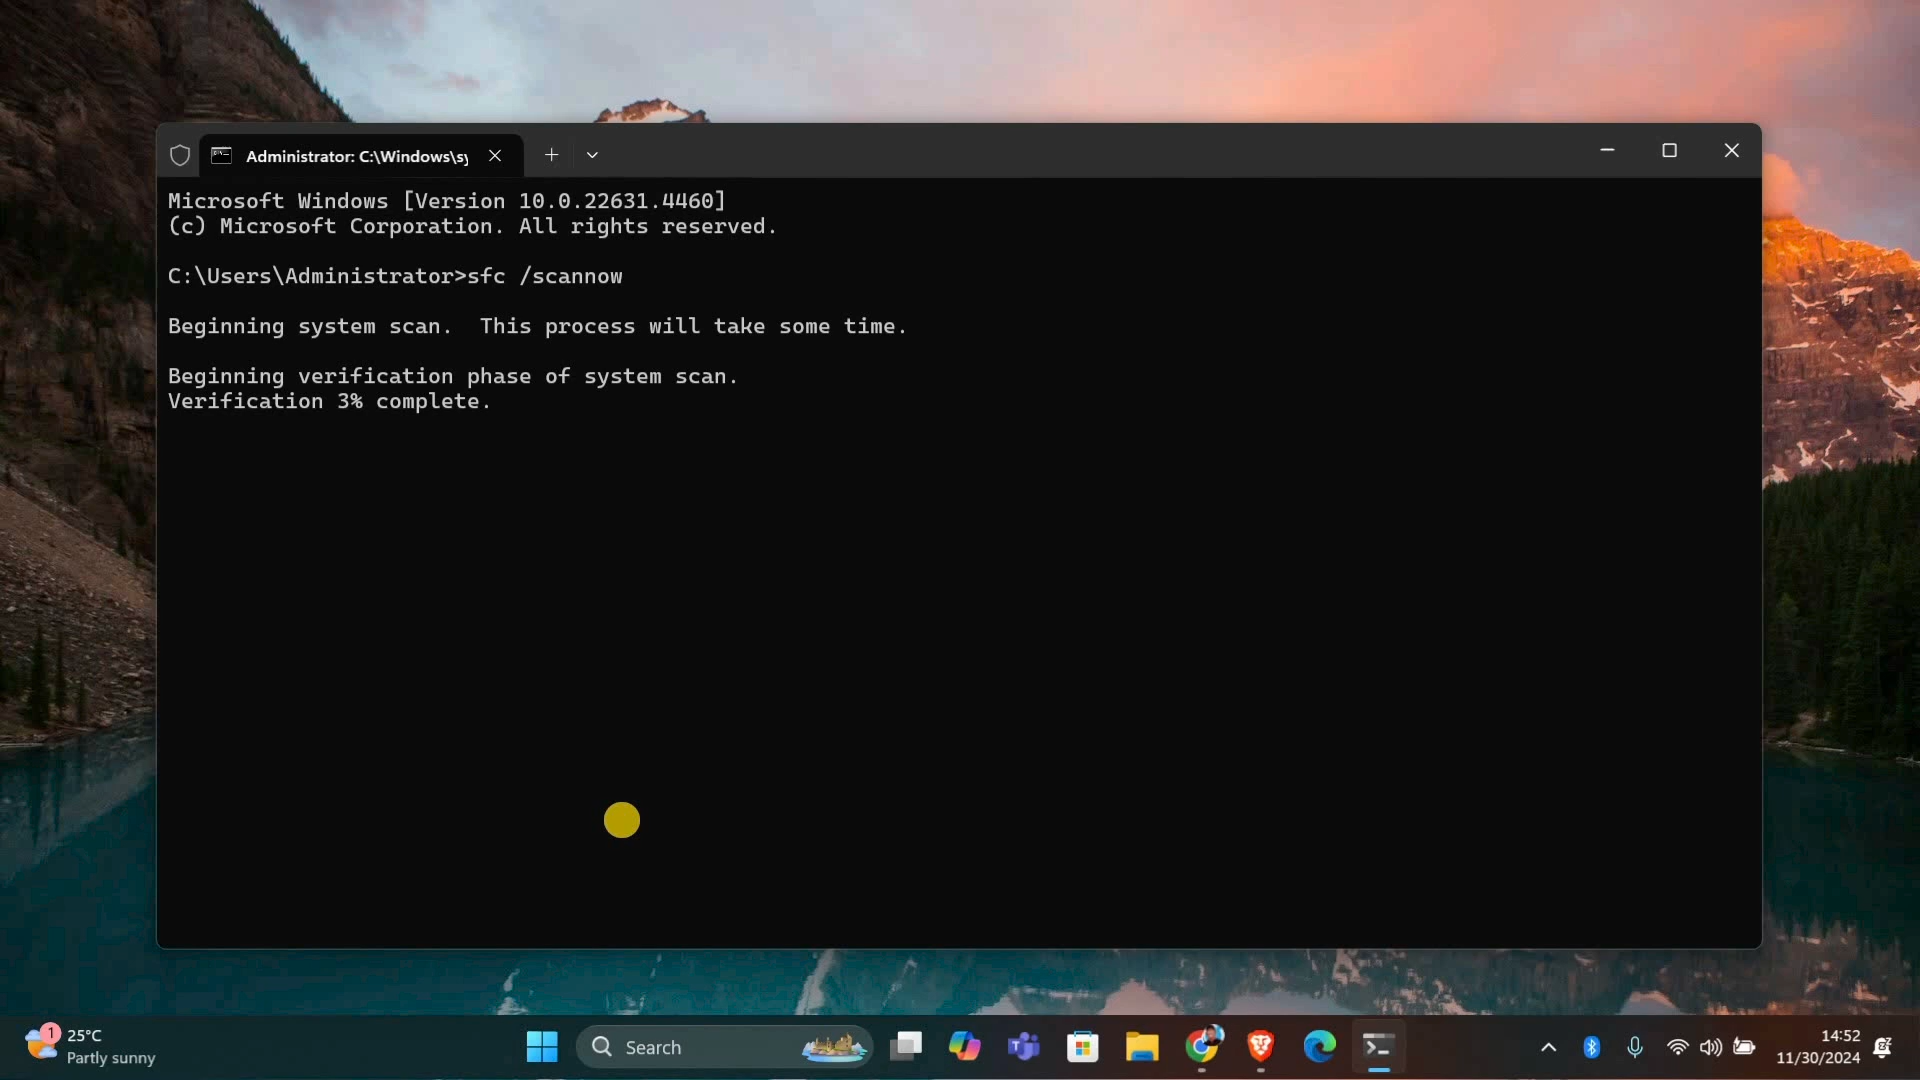 Administrator: C:\Windows\sy
Microsoft Windows [Version 10.0.22631.4460]
(c) Microsoft Corporation. All rights reserved.
C:\Users\Administrator>sfc /scannow
Beginning system scan.  This process will take some time.
Beginning verification phase of system scan.
Verification 3% complete.
1
25°C
Partly sunny
Search
14:52
11/30/2024